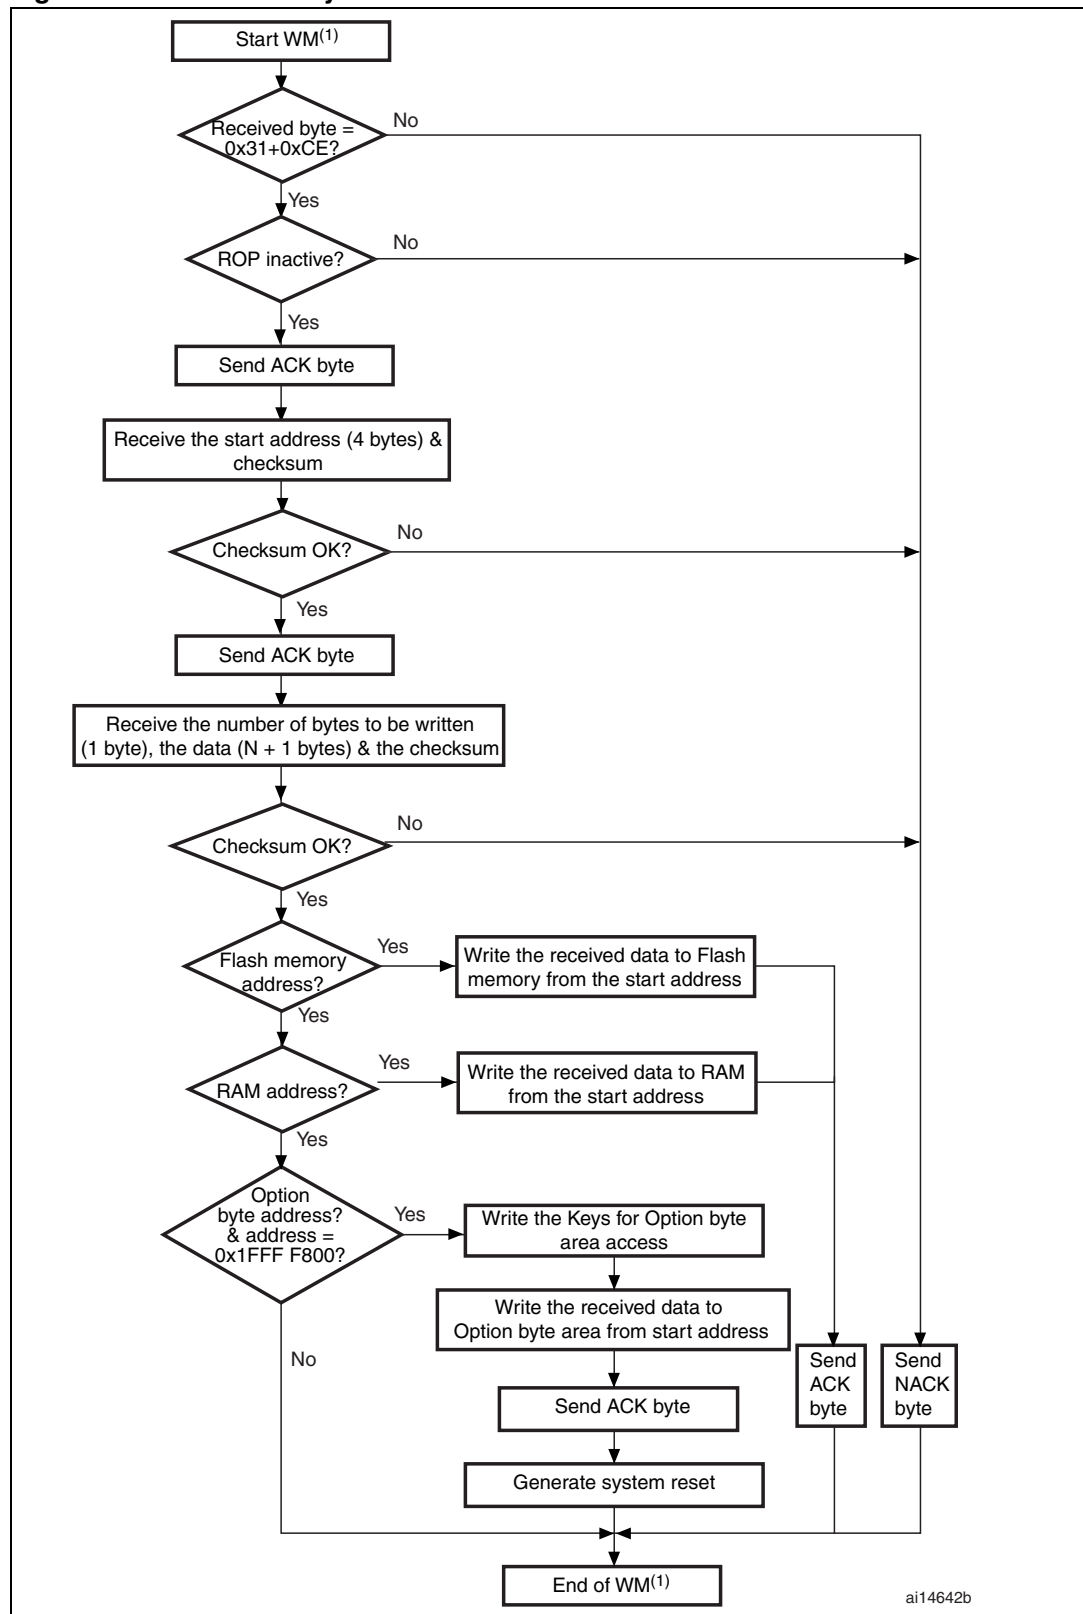 Start WM(1)
Received byte =
0x31+0xCE?
No
Yes
ROP inactive?
No
Yes
Send ACK byte
Receive the start address (4 bytes) &
checksum
Checksum OK?
No
Yes
Send ACK byte
Receive the number of bytes to be written
(1 byte), the data (N + 1 bytes) & the checksum
Checksum OK?
No
Yes
Flash memory
address?
Yes
Write the received data to Flash
memory from the start address
Yes
RAM address?
Yes
Write the received data to RAM
from the start address
Yes
Option
byte address?
& address =
0x1FFF F800?
Yes
Write the Keys for Option byte
area access
Write the received data to
Option byte area from start address
No
Send ACK byte
Send
ACK
byte
Send
NACK
byte
Generate system reset
End of WM(1)
ai14642b